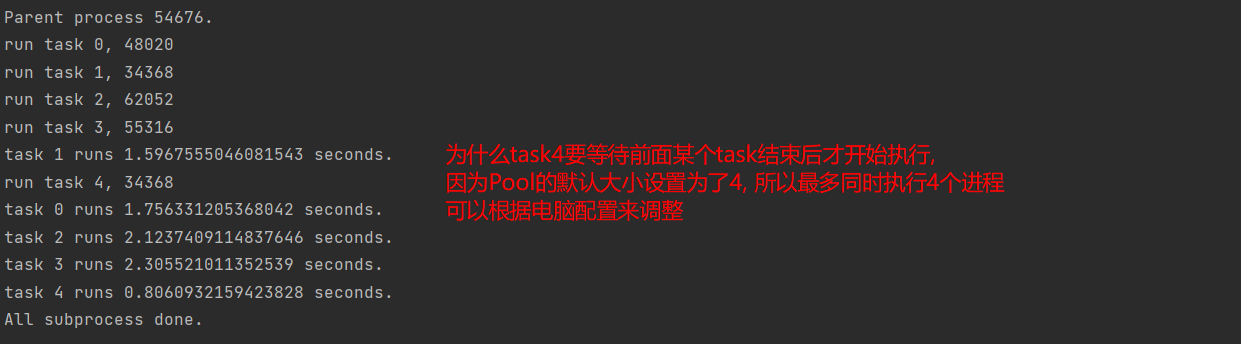 Parent process 54676.
run task 0, 48020
run task 1, 34368
run task 2, 62052
run task 3, 55316
task 1 runs 1.5967555046081543 seconds.
为什么task4要等待前面某个task结束后才开始执行,
run task 4, 34368
因为Pool的默认大小设置为了4, 所以最多同时执行4个进程
task 0 runs 1.756331205368042 seconds.
可以根据电脑配置来调整
task 2 runs 2.1237409114837646 seconds.
task 3 runs 2.305521011352539 seconds.
task 4 runs 0.8060932159423828 seconds.
All subprocess done.